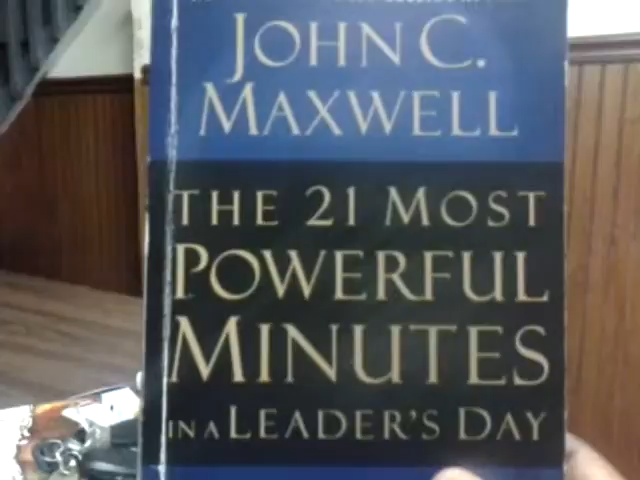 JOHN C.
MAXWELL
THE 21 MOST
POWERFUL
MINUTES
IN A LEADER'S DAY